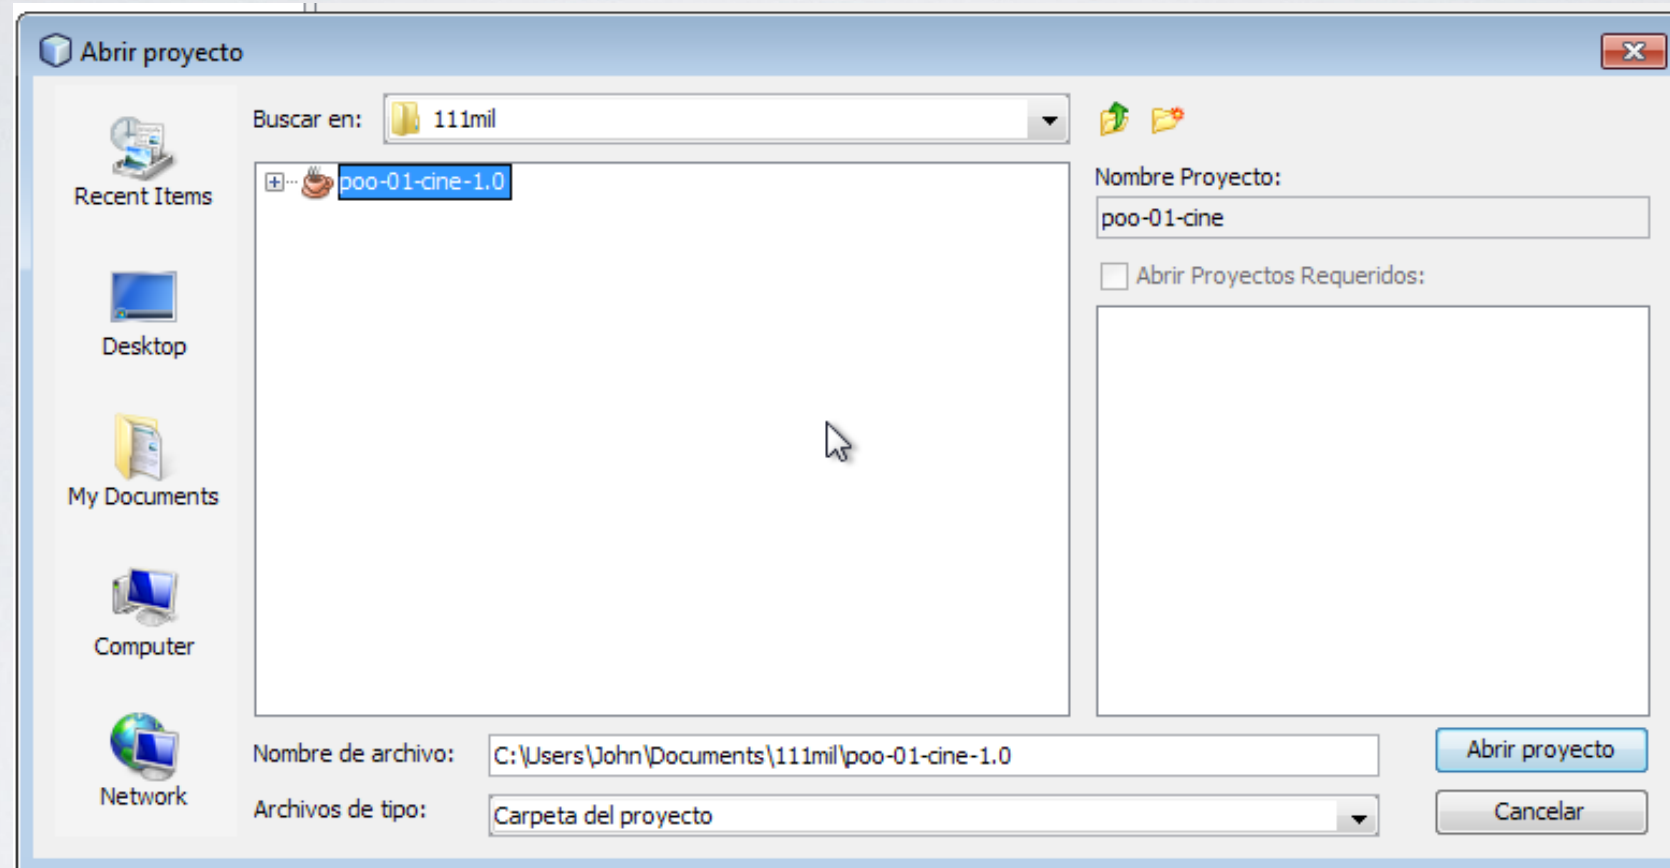 Abrir proyecto
Buscar en: 111mil
Recent Items
poo-01-cine-1.0
Nombre Proyecto:
poo-01-cine
Abrir Proyectos Requeridos:
Desktop
My Documents
Computer
Network
Nombre de archivo: C:\Users\John\Documents\111mil\poo-01-cine-1.0
Abrir proyecto
Archivos de tipo: Carpeta del proyecto
Cancelar